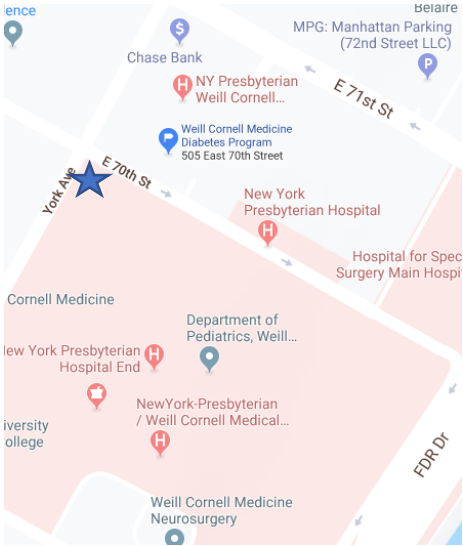 ence
Belaire
MPG: Manhattan Parking
(72nd Street LLC)
Chase Bank
P
NY Presbyterian
Weill Cornell...
H
E 71st St
Weill Cornell Medicine
Diabetes Program
505 East 70th Street
E 70th St
York Ave
New York
Presbyterian Hospital
H
Hospital for Spec
Surgery Main Hospi
Cornell Medicine
Department of
Pediatrics, Weill...
lew York Presbyterian
Hospital End
H
NewYork-Presbyterian
/ Weill Cornell Medical...
H
iversity
ollege
FDR Dr
Weill Cornell Medicine
Neurosurgery